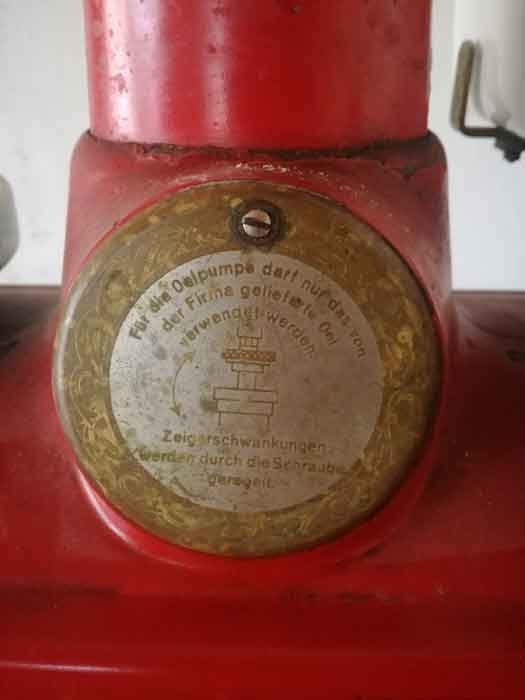 Für die Oelpumpe darf nur das von
der Firma gelieferte Oel
verwendet werden.
Zeigerschwankungen
werden durch die Schraube
geregelt.